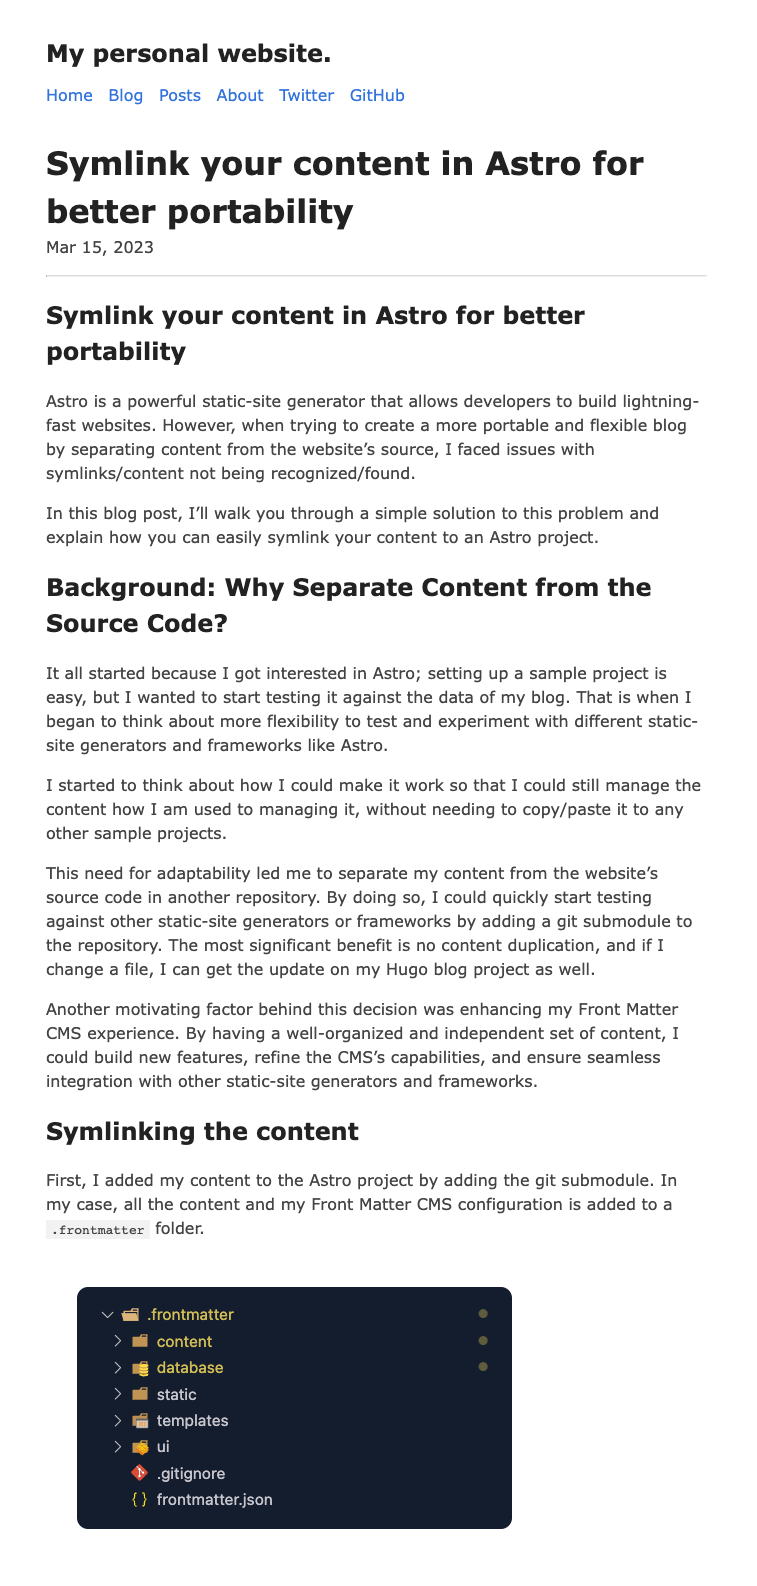 My personal website.
Home Blog Posts About Twitter GitHub
Symlink your content in Astro for
better portability
Mar 15, 2023
Symlink your content in Astro for better
portability
Astro is a powerful static-site generator that allows developers to build lightning-
fast websites. However, when trying to create a more portable and flexible blog
by separating content from the website’s source, I faced issues with
symlinks/content not being recognized/found.
In this blog post, I’ll walk you through a simple solution to this problem and
explain how you can easily symlink your content to an Astro project.
Background: Why Separate Content from the
Source Code?
It all started because I got interested in Astro; setting up a sample project is
easy, but I wanted to start testing it against the data of my blog. That is when I
began to think about more flexibility to test and experiment with different static-
site generators and frameworks like Astro.
I started to think about how I could make it work so that I could still manage the
content how I am used to managing it, without needing to copy/paste it to any
other sample projects.
This need for adaptability led me to separate my content from the website’s
source code in another repository. By doing so, I could quickly start testing
against other static-site generators or frameworks by adding a git submodule to
the repository. The most significant benefit is no content duplication, and if I
change a file, I can get the update on my Hugo blog project as well.
Another motivating factor behind this decision was enhancing my Front Matter
CMS experience. By having a well-organized and independent set of content, I
could build new features, refine the CMS’s capabilities, and ensure seamless
integration with other static-site generators and frameworks.
Symlinking the content
First, I added my content to the Astro project by adding the git submodule. In
my case, all the content and my Front Matter CMS configuration is added to a
.frontmatter folder.
.frontmatter
content
database
static
templates
ui
.gitignore
{} frontmatter.json